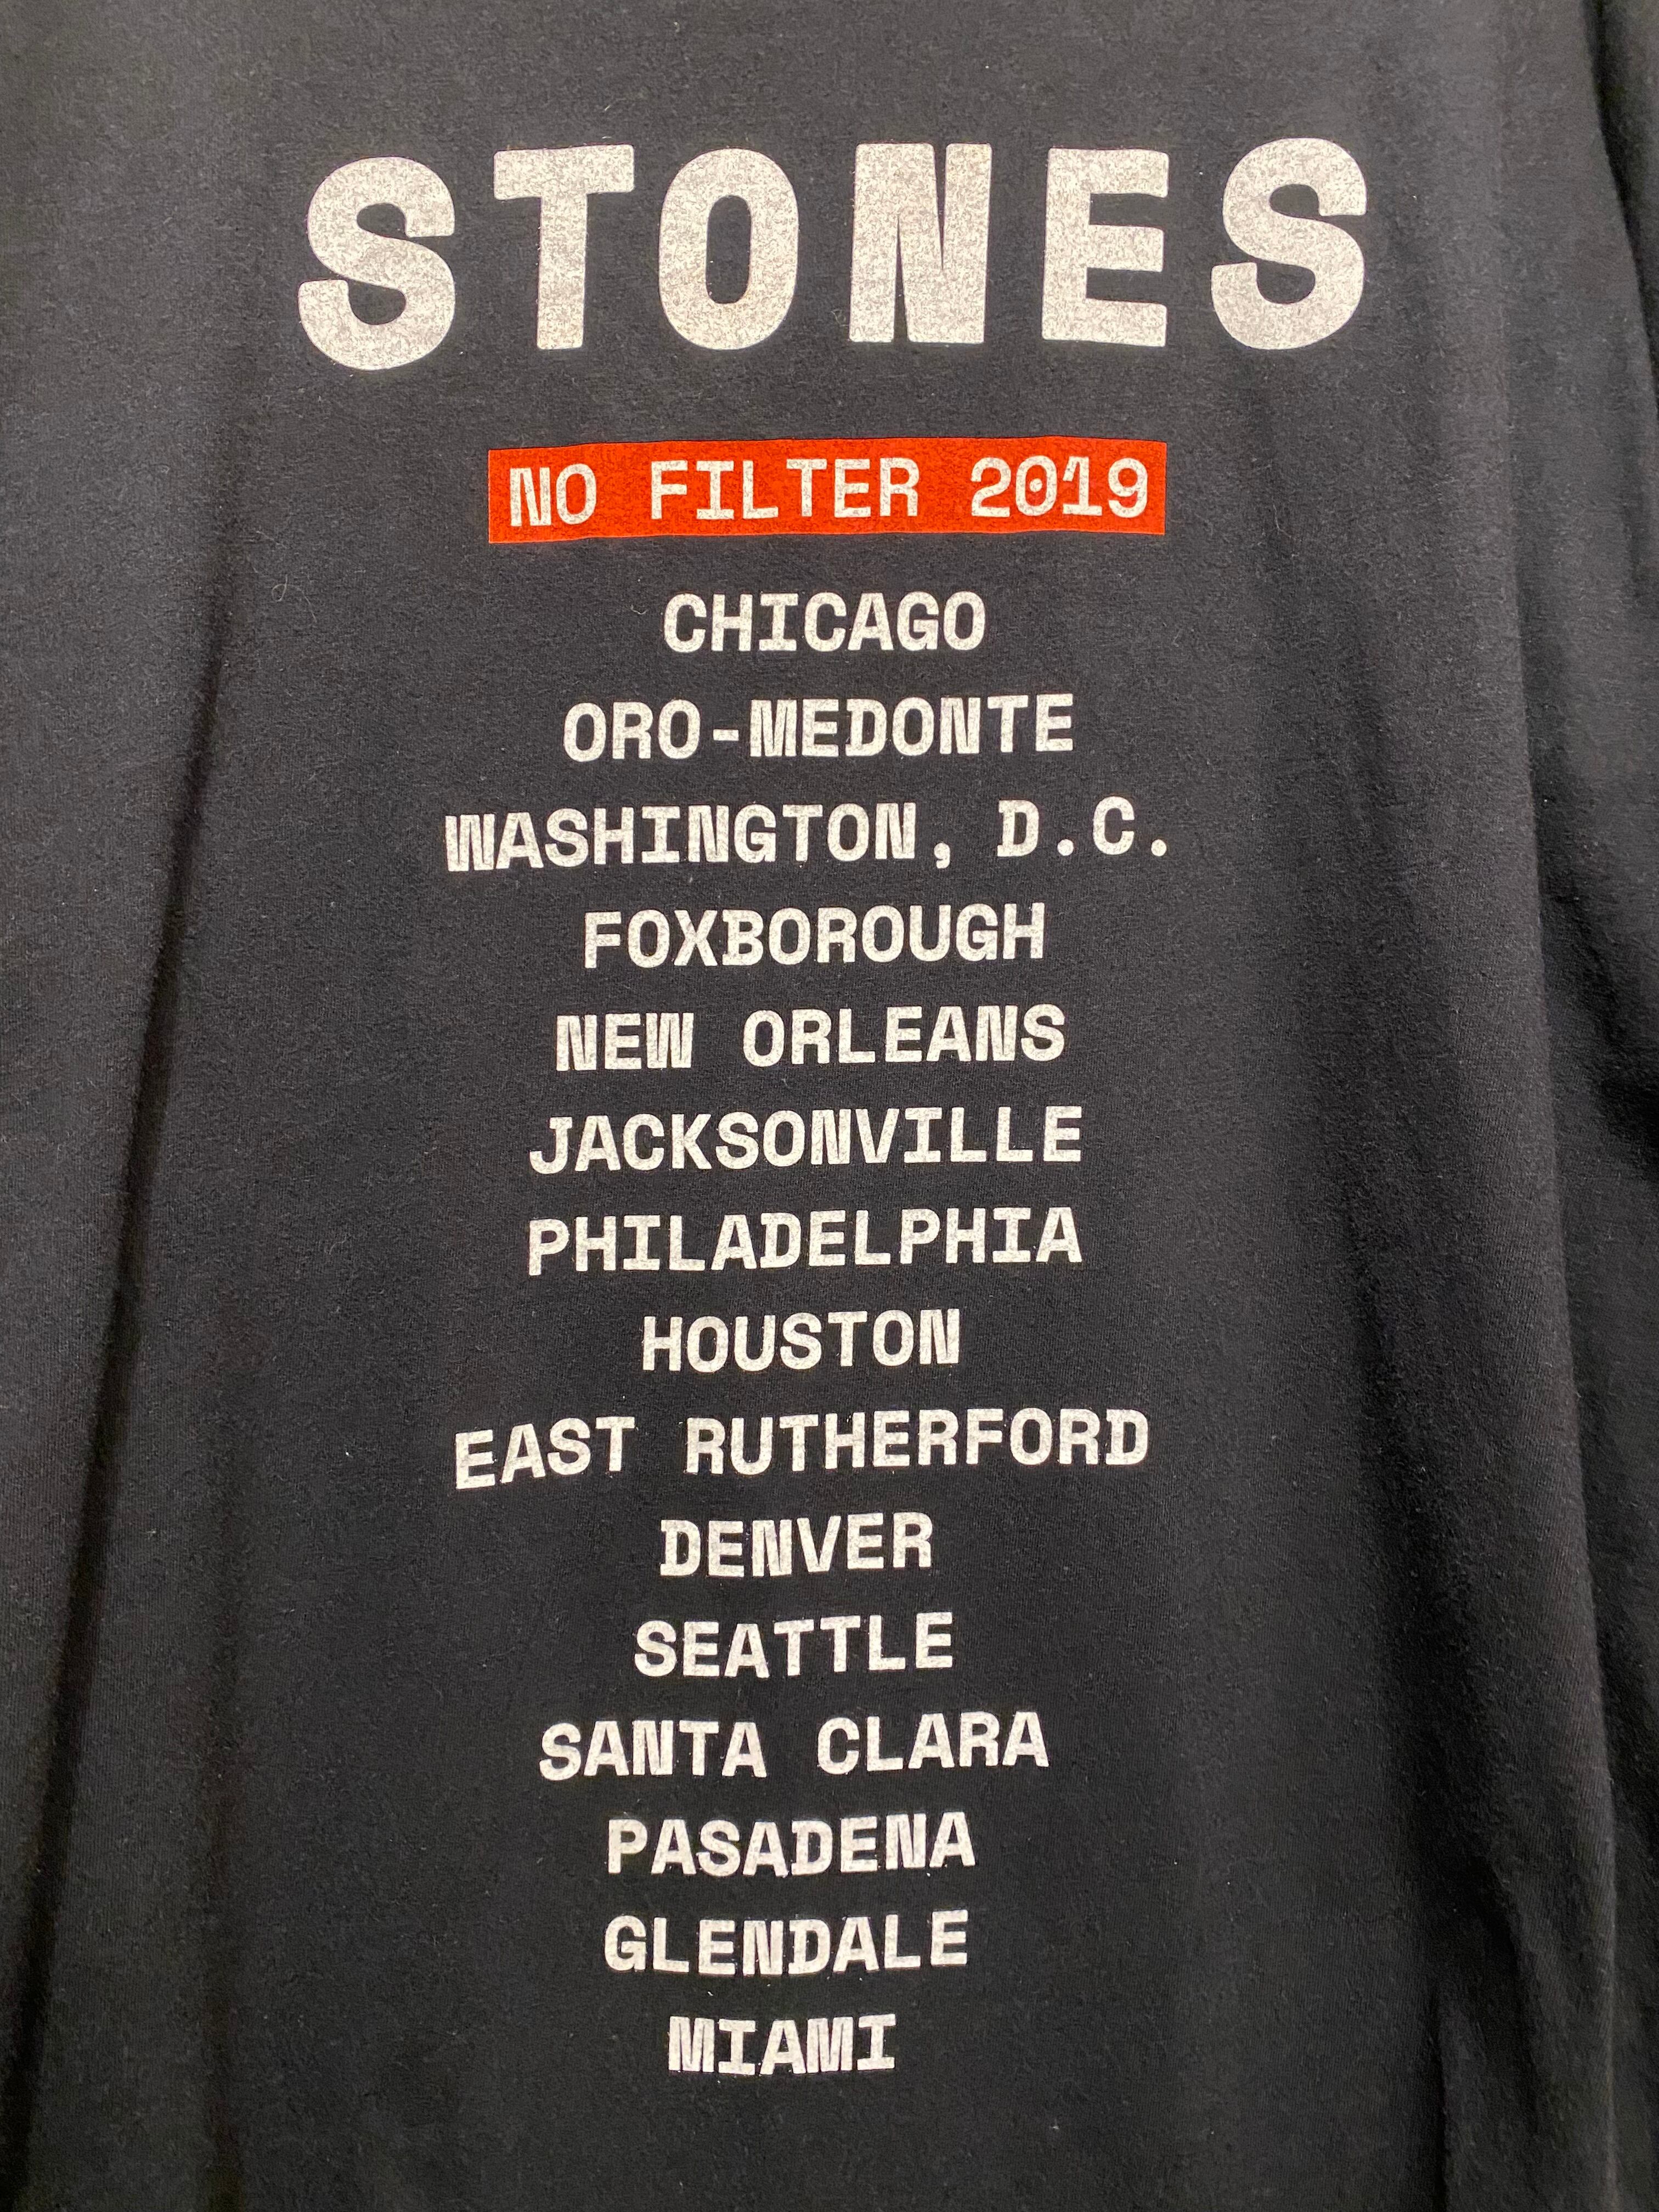 STONES
NO FILTER 2019
CHICAGO
ORO-MEDONTE
WASHINGTON, D.C.
FOXBOROUGH
NEW ORLEANS
JACKSONVILLE
PHILADELPHIA
HOUSTON
EAST RUTHERFORD
DENVER
SEATTLE
SANTA CLARA
PASADENA
GLENDALE
MIAMI